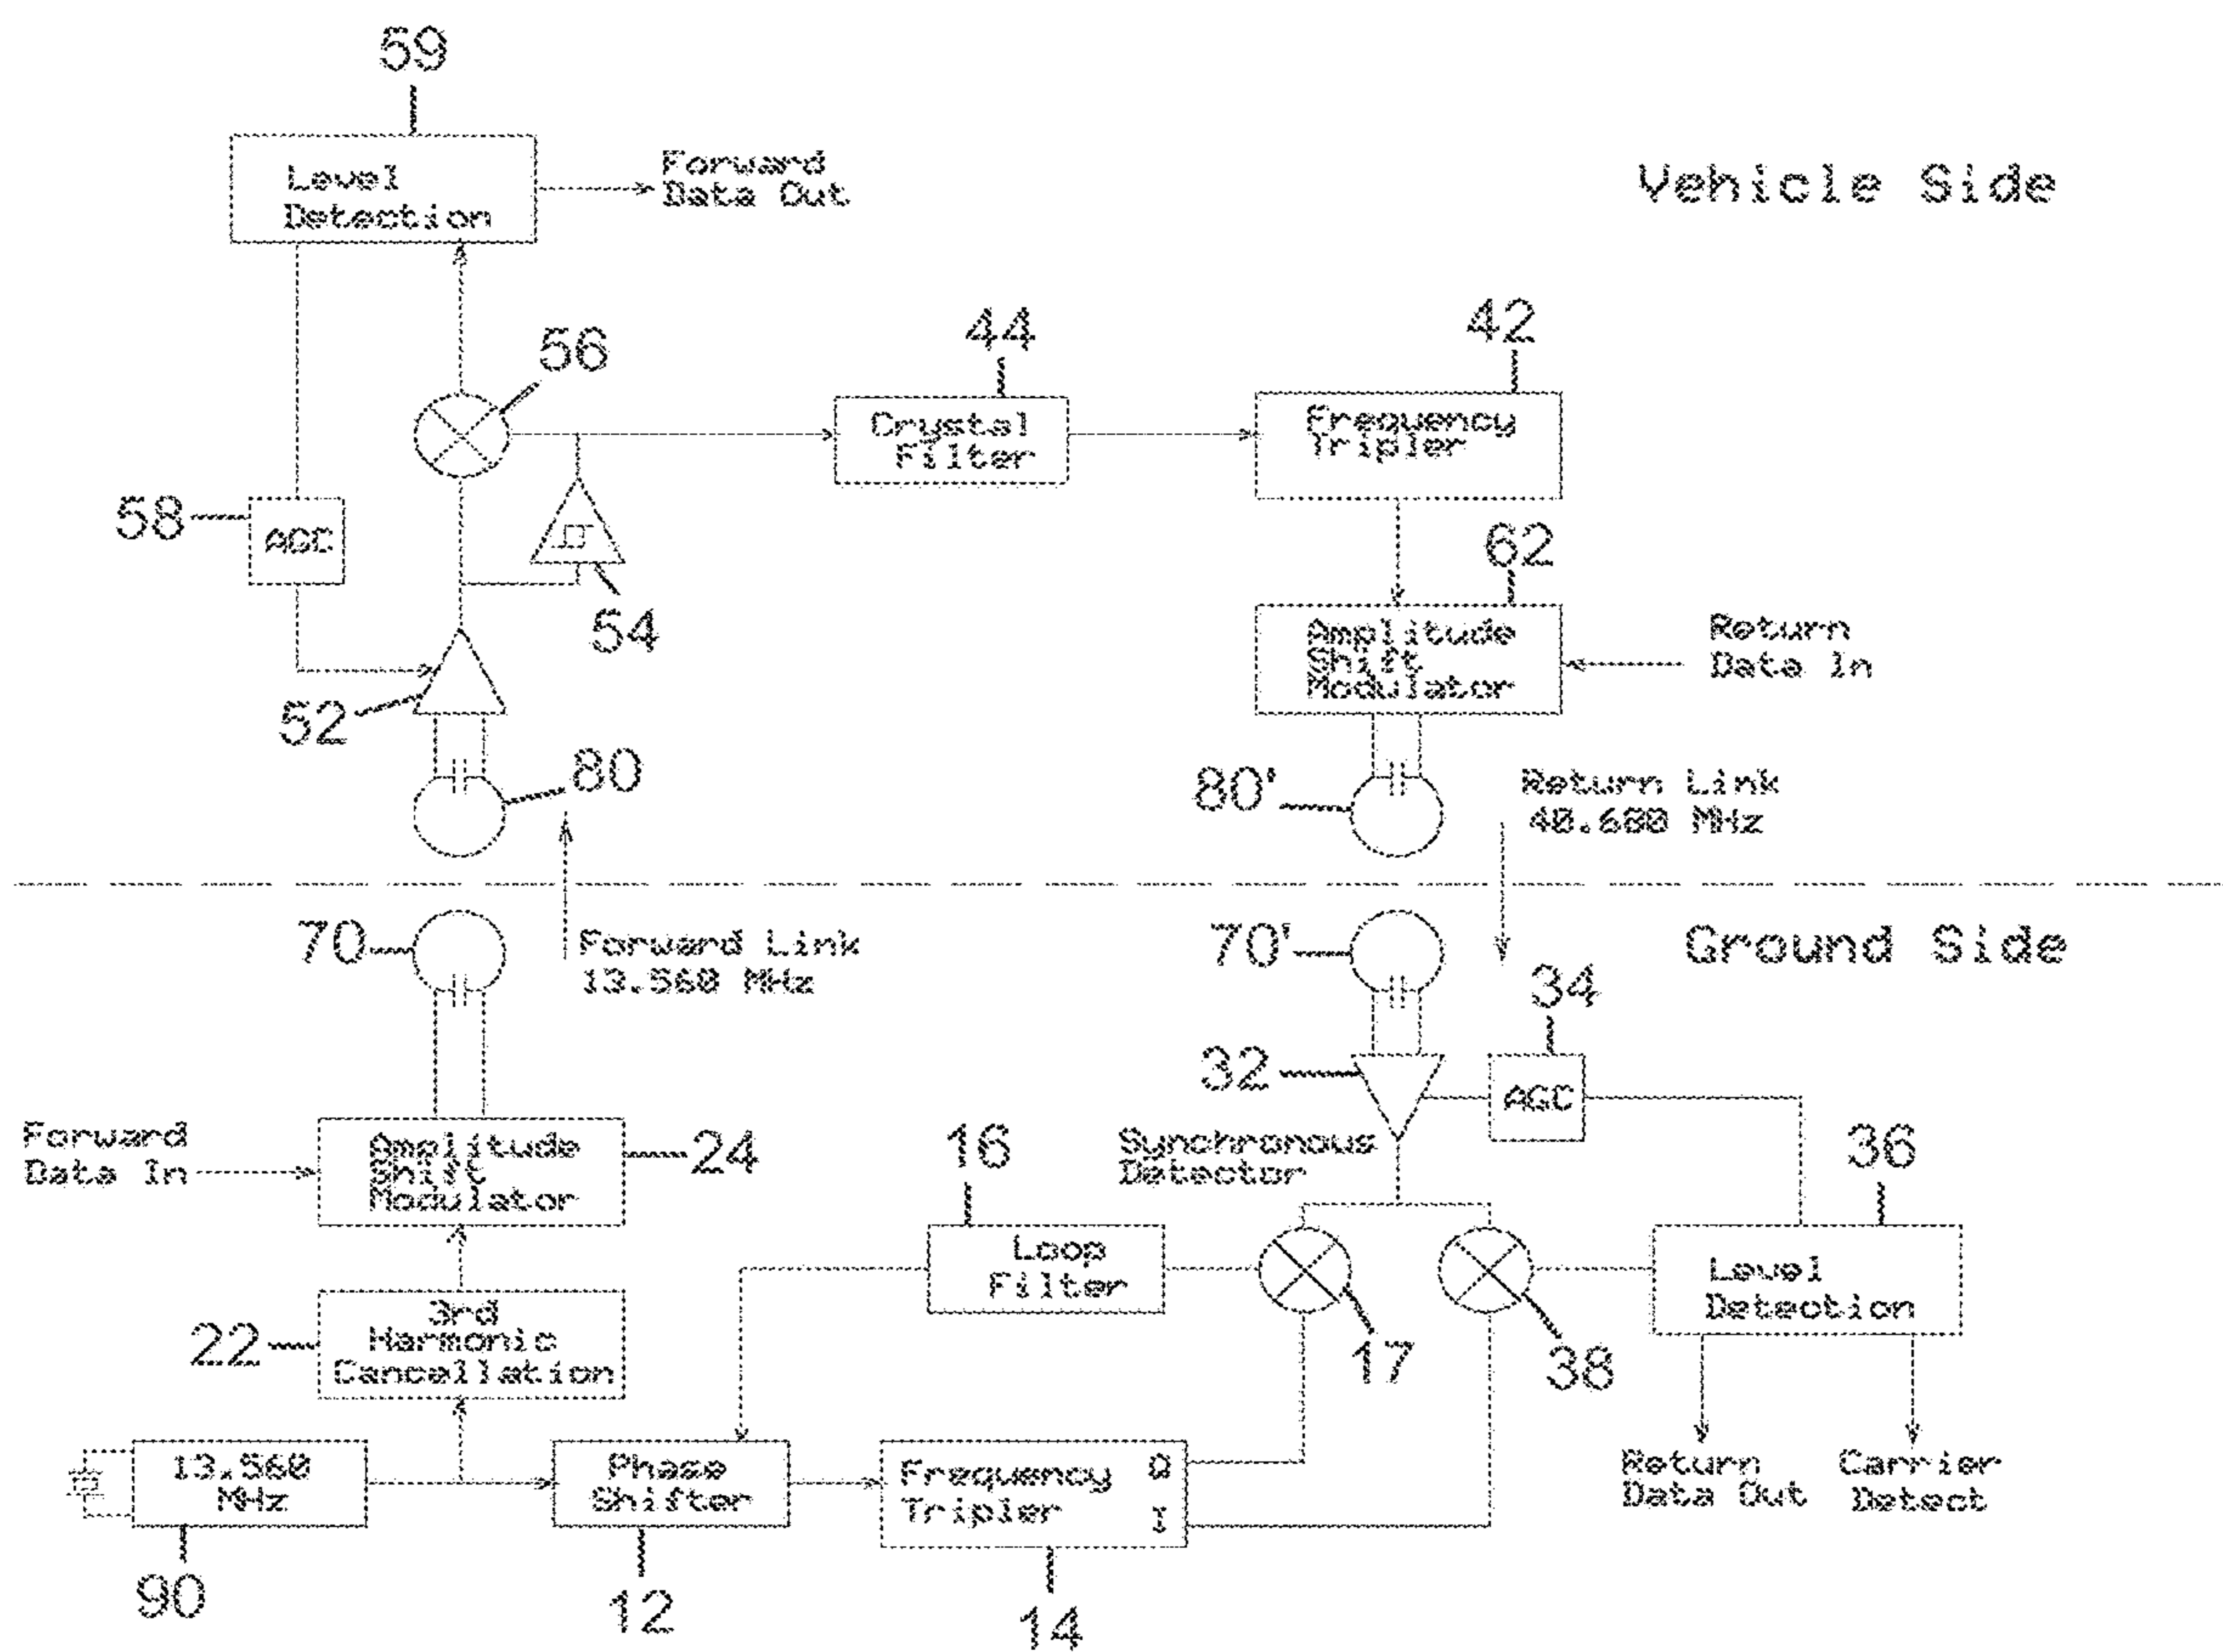 59
Level
Detection
Forward
Data Out
Vehicle Side
56
44
42
Crystal
Filter
Frequency
Tripler
58
AGC
54
62
Amplitude
Shift
Modulator
Return
Data In
52
80
80'
Return Link
40.680 MHz
70
Forward Link
13.560 MHz
70'
Ground Side
34
32
AGC
Forward
Data In
Amplitude
Shift
Modulator
24
16
Synchronous
Detector
36
Loop
Filter
Level
Detection
22
3rd
Harmonic
Cancellation
17
38
13.560
MHz
Phase
Shifter
Frequency
Tripler
Q
I
Return
Data Out
Carrier
Detect
90
12
14